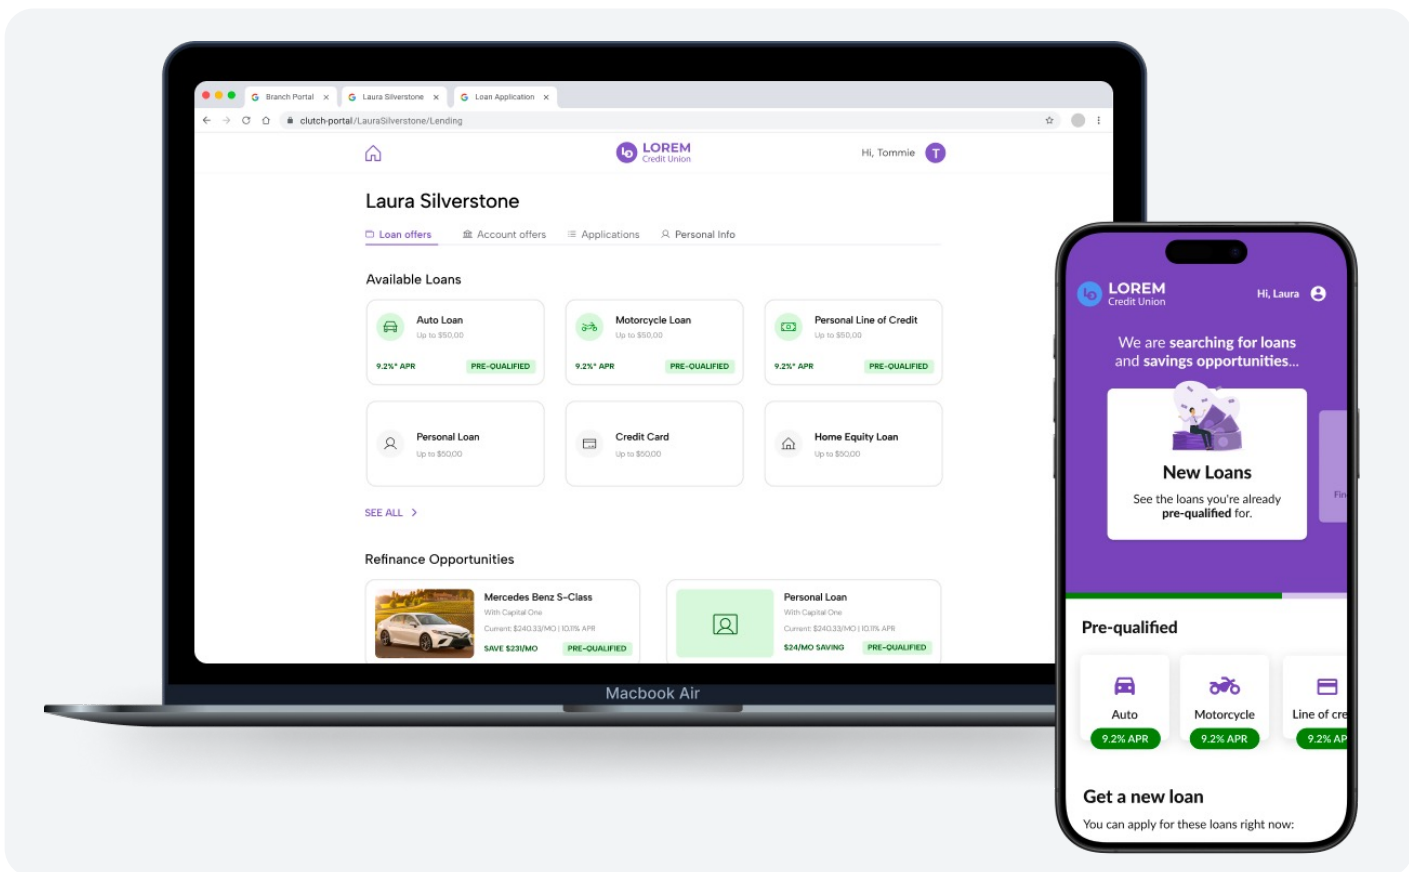 Branch Portal
Laura Silverstone
Loan Application
clutch-portal/LauraSilverstone/Lending
LOREM
Credit Union
Hi, Tommie
T
Laura Silverstone
Loan offers
Account offers
Applications
Personal Info
Available Loans
Auto Loan
Up to $50,00
9.2%* APR
PRE-QUALIFIED
Motorcycle Loan
Up to $50,00
9.2%* APR
PRE-QUALIFIED
Personal Line of Credit
Up to $50,00
9.2%* APR
PRE-QUALIFIED
Personal Loan
Up to $50,00
Credit Card
Up to $50,00
Home Equity Loan
Up to $50,00
SEE ALL >
Refinance Opportunities
Mercedes Benz S-Class
With Capital One
Current: $240.33/MO | 10.11% APR
SAVE $231/MO
PRE-QUALIFIED
Personal Loan
With Capital One
Current: $240.33/MO | 10.11% APR
$24/MO SAVING
PRE-QUALIFIED
Macbook Air
LOREM
Credit Union
Hi, Laura
We are searching for loans
and savings opportunities...
New Loans
See the loans you're already
pre-qualified for.
Fin
Pre-qualified
Auto
9.2% APR
Motorcycle
9.2% APR
Line of cre
9.2% AP
Get a new loan
You can apply for these loans right now: